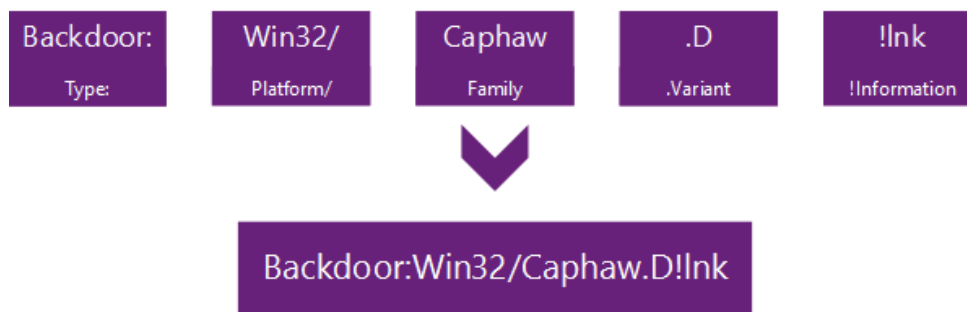 Backdoor: Win32/ Caphaw .D !lnk
Type: Platform/ Family .Variant !Information
Backdoor:Win32/Caphaw.D!lnk